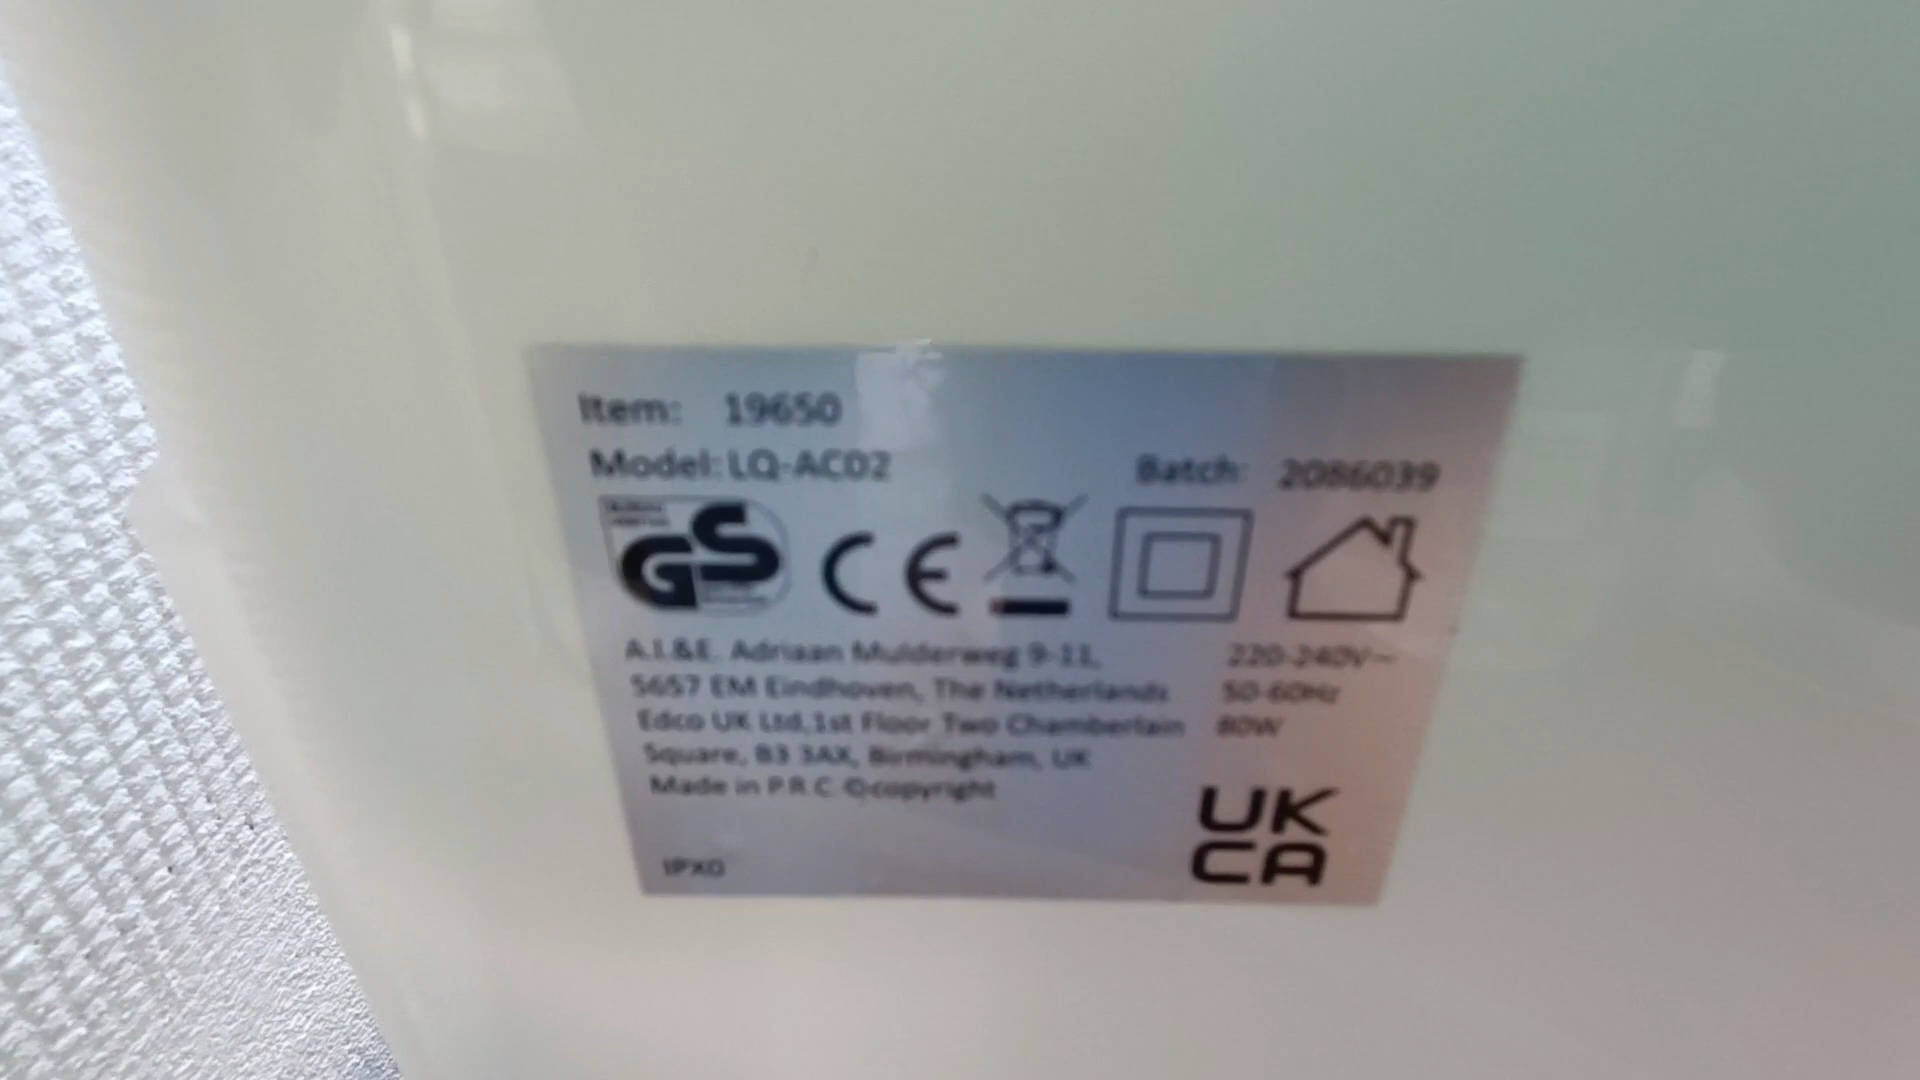 Item: 19650
Model: LQ-AC02
Batch: 2086039
GS
CE
A.I.&E. Adriaan Mulderweg 9-11,
5657 EM Eindhoven, The Netherlands
Edco UK Ltd,1st Floor Two Chamberlain
Square, B3 3AX, Birmingham, UK
Made in P.R.C. ©copyright
220-240V~
50-60Hz
80W
UK
CA
IPX0